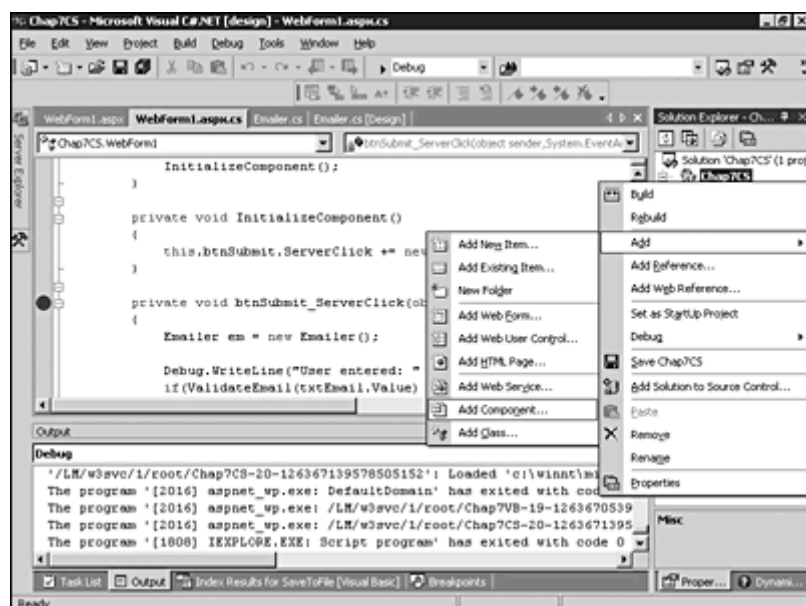 Chap7CS - Microsoft Visual C#.NET [design] - WebForm1.aspx.cs
File Edit View Project Build Debug Tools Window Help
Debug
WebForm1.aspx WebForm1.aspx.cs Emailer.cs Emailer.cs [Design]
Solution Explorer - Ch...
Chap7CS.WebForm1
btnSubmit_ServerClick(object sender,System.EventA
Server Explorer
Solution 'Chap7CS' (1 proj
Chap7CS
InitializeComponent();
}
private void InitializeComponent()
{
this.btnSubmit.ServerClick += new
}
private void btnSubmit_ServerClick(ob
{
Emailer em = new Emailer();
Debug.WriteLine("User entered: "
if(ValidateEmail(txtEmail.Value)
Add New Item...
Add Existing Item...
New Folder
Add Web Form...
Add Web User Control...
Add HTML Page...
Add Web Service...
Add Component...
Add Class...
Build
Rebuild
Add
Add Reference...
Add Web Reference...
Set as StartUp Project
Debug
Save Chap7CS
Add Solution to Source Control...
Paste
Remove
Rename
Properties
Output
Debug
'/LM/w3svc/1/root/Chap7CS-20-126367139578505152': Loaded 'c:\winnt\mi
The program '[2016] aspnet_wp.exe: DefaultDomain' has exited with cod
The program '[2016] aspnet_wp.exe: /LM/w3svc/1/root/Chap7VB-19-1263670539
The program '[2016] aspnet_wp.exe: /LM/w3svc/1/root/Chap7CS-20-1263671395
The program '[1808] IEXPLORE.EXE: Script program' has exited with code 0
Misc
Task List Output Index Results for SaveToFile [Visual Basic] Breakpoints
Proper... Dynami...
Ready